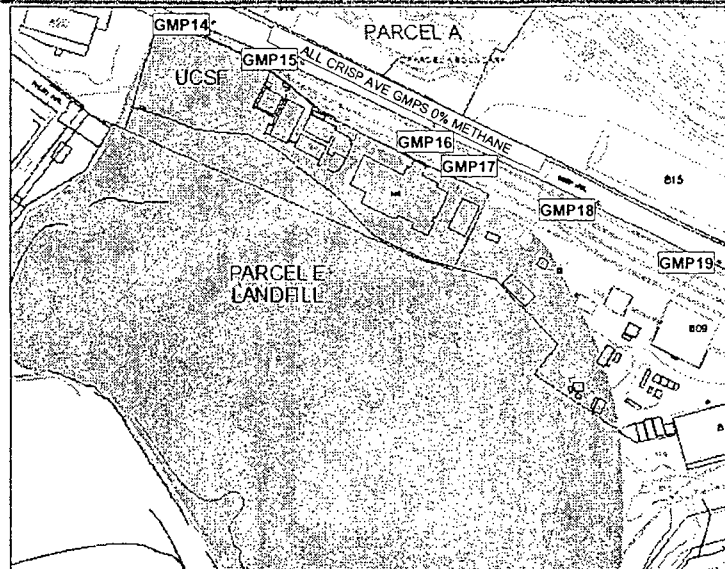 GMP14
PARCEL A
GMP15
UCSF
ALL CRISP AVE GMPS 0% METHANE
GMP16
GMP17
815
GMP18
GMP19
PARCEL E
LANDFILL
809